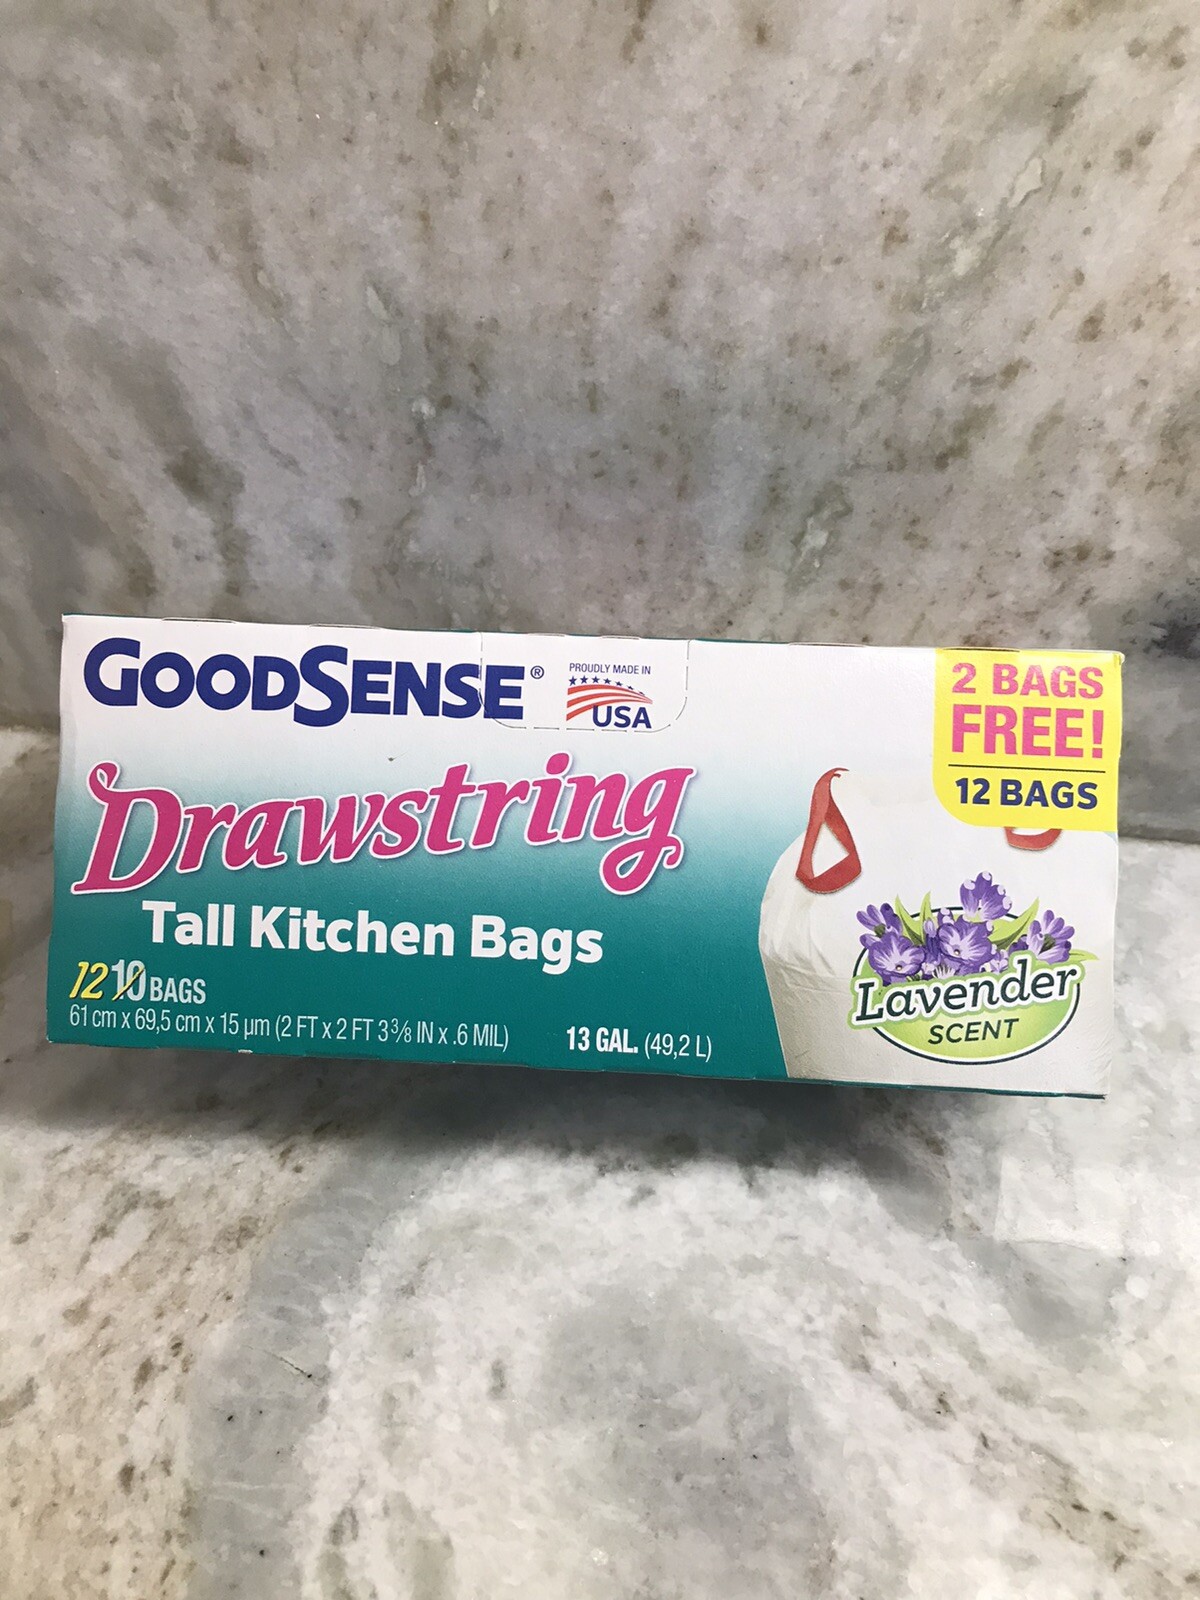 GOODSENSE®
PROUDLY MADE IN
USA
2 BAGS
FREE!
12 BAGS
Drawstring
Tall Kitchen Bags
12 10 BAGS
61 cm x 69,5 cm x 15 µm (2 FT x 2 FT 3 3/8 IN x .6 MIL)
13 GAL. (49,2 L)
Lavender
SCENT